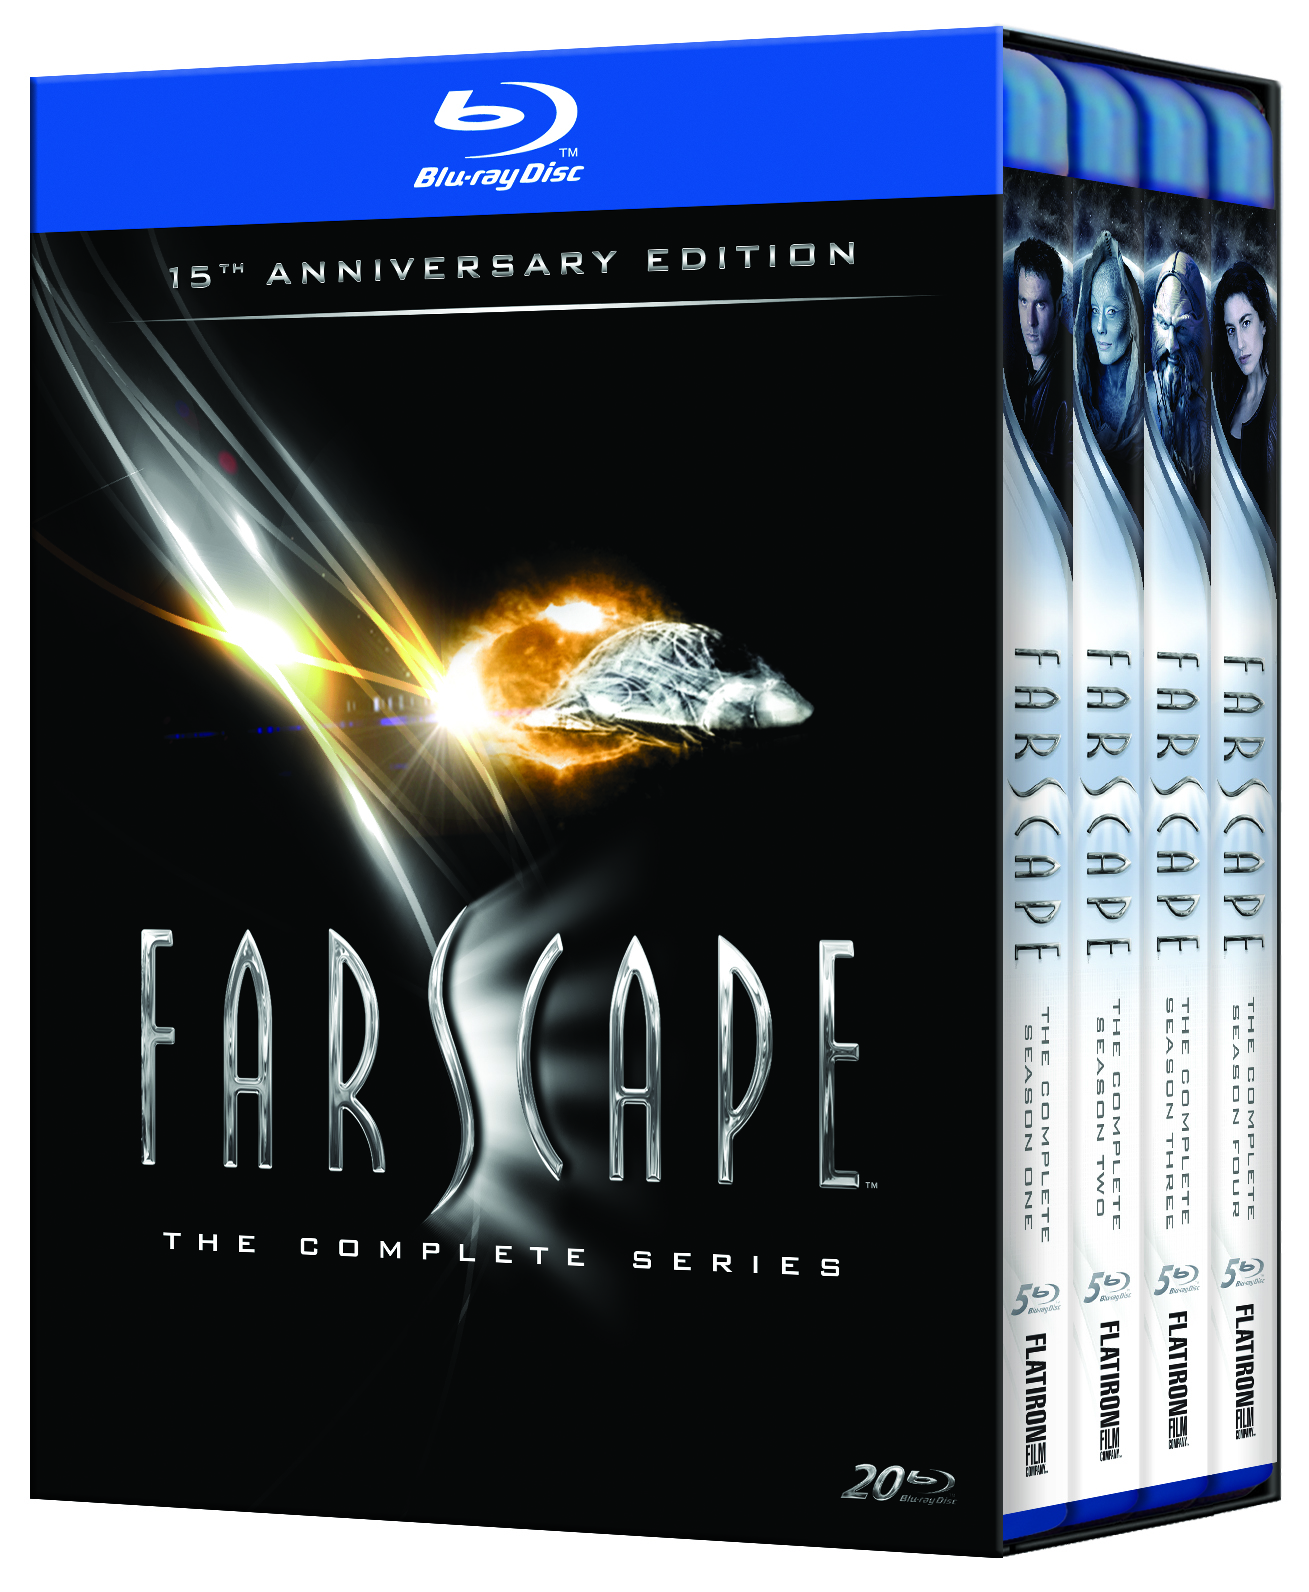 Blu-ray Disc
TM
15TH ANNIVERSARY EDITION
FARSCAPE
TM
THE COMPLETE SERIES
20 Blu-ray Disc
FARSCAPE
THE COMPLETE
SEASON ONE
5 Blu-ray Disc
FLATIRON
FILM
COMPANY
FARSCAPE
THE COMPLETE
SEASON TWO
5 Blu-ray Disc
FLATIRON
FILM
COMPANY
FARSCAPE
THE COMPLETE
SEASON THREE
5 Blu-ray Disc
FLATIRON
FILM
COMPANY
FARSCAPE
THE COMPLETE
SEASON FOUR
5 Blu-ray Disc
FLATIRON
FILM
COMPANY